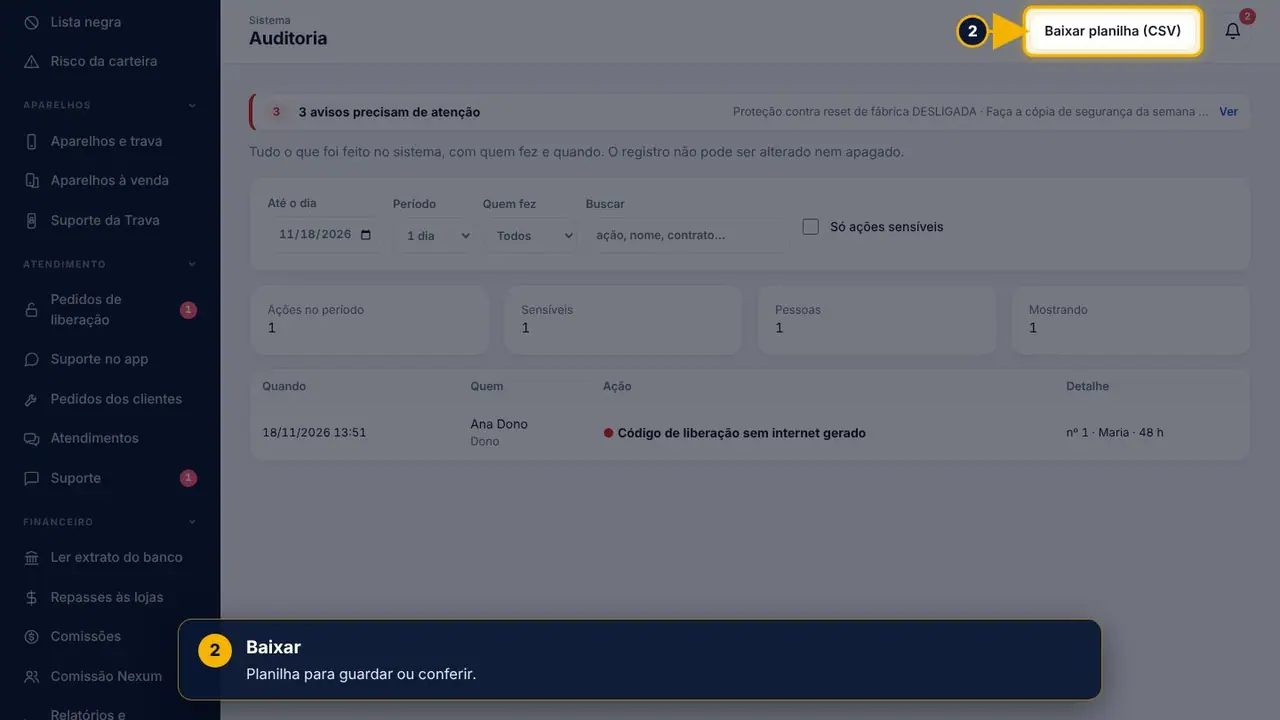 Lista negra
Risco da carteira
APARELHOS
Aparelhos e trava
Aparelhos à venda
Suporte da Trava
ATENDIMENTO
Pedidos de
liberação
1
Suporte no app
Pedidos dos clientes
Atendimentos
Suporte
1
FINANCEIRO
Ler extrato do banco
Repasses às lojas
Comissões
Comissão Nexum
Relatórios e
Sistema
Auditoria
2
Baixar planilha (CSV)
2
3
3 avisos precisam de atenção
Proteção contra reset de fábrica DESLIGADA · Faça a cópia de segurança da semana ...
Ver
Tudo o que foi feito no sistema, com quem fez e quando. O registro não pode ser alterado nem apagado.
Até o dia
Período
Quem fez
Buscar
11/18/2026
1 dia
Todos
ação, nome, contrato...
Só ações sensíveis
Ações no período
1
Sensíveis
1
Pessoas
1
Mostrando
1
Quando
Quem
Ação
Detalhe
18/11/2026 13:51
Ana Dono
Dono
Código de liberação sem internet gerado
nº 1 · Maria · 48 h
2
Baixar
Planilha para guardar ou conferir.